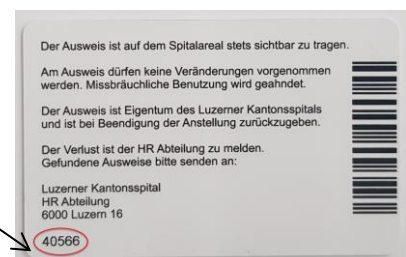 Der Ausweis ist auf dem Spitalareal stets sichtbar zu tragen.
Am Ausweis dürfen keine Veränderungen vorgenommen
werden. Missbräuchliche Benutzung wird geahndet.
Der Ausweis ist Eigentum des Luzerner Kantonsspitals
und ist bei Beendigung der Anstellung zurückzugeben.
Der Verlust ist der HR Abteilung zu melden.
Gefundene Ausweise bitte senden an:
Luzerner Kantonsspital
HR Abteilung
6000 Luzern 16
40566